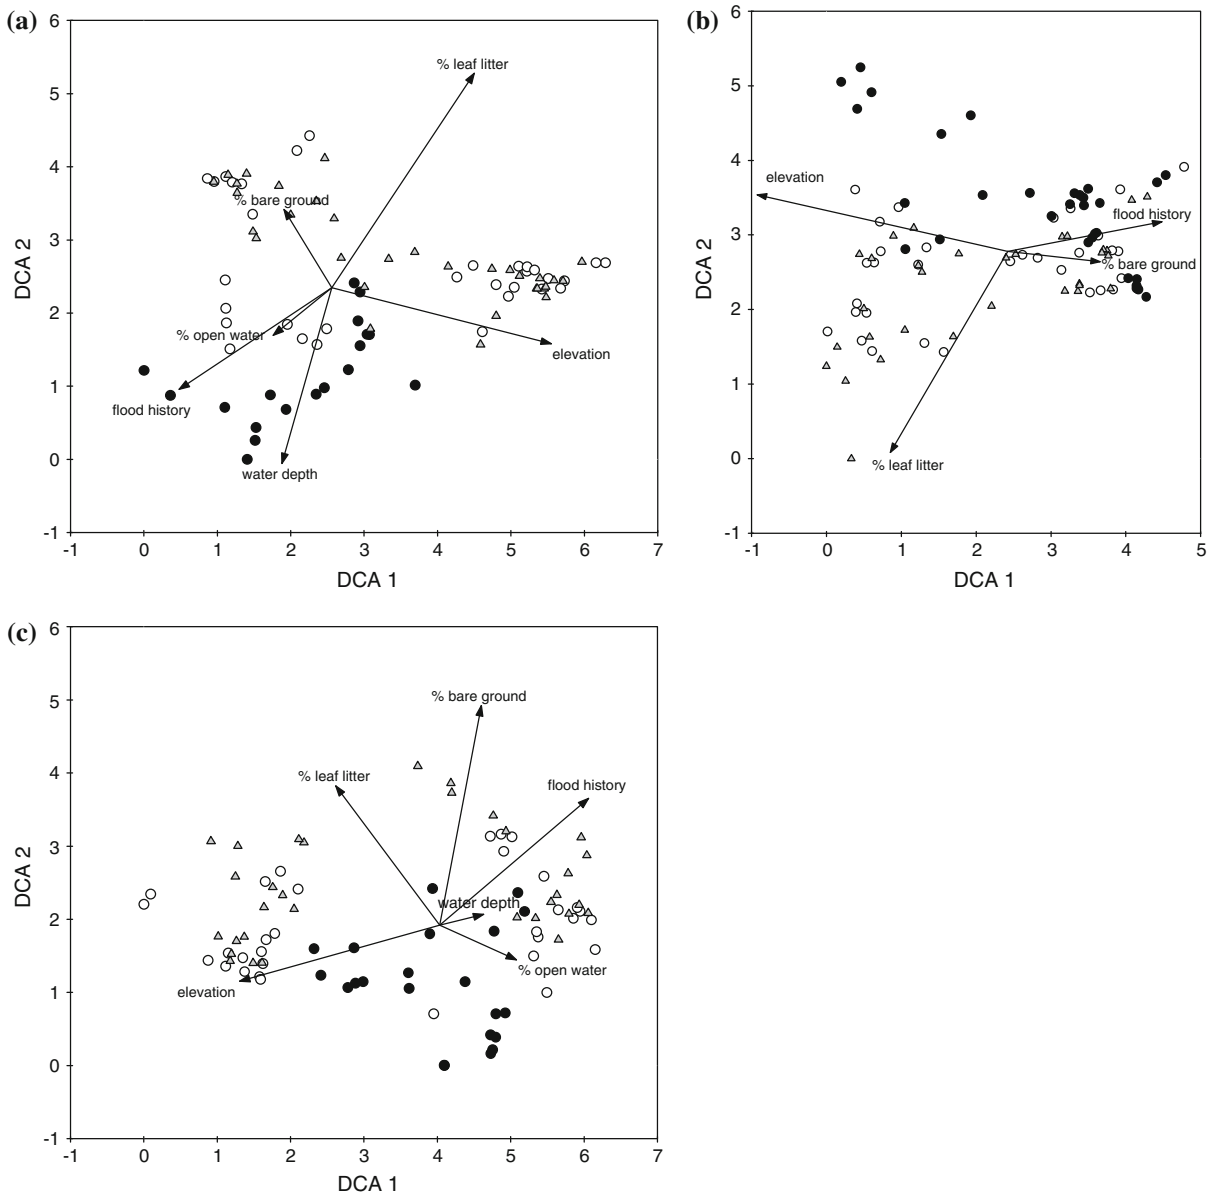 (a)
6
5
4
3
2
1
0
-1
DCA 2
% leaf litter
% bare ground
% open water
elevation
flood history
water depth
-1 0 1 2 3 4 5 6 7
DCA 1
(b)
6
5
4
3
2
1
0
-1
DCA 2
elevation
flood history
% bare ground
% leaf litter
-1 0 1 2 3 4 5
DCA 1
(c)
6
5
4
3
2
1
0
-1
DCA 2
% bare ground
% leaf litter
flood history
water depth
% open water
elevation
-1 0 1 2 3 4 5 6 7
DCA 1